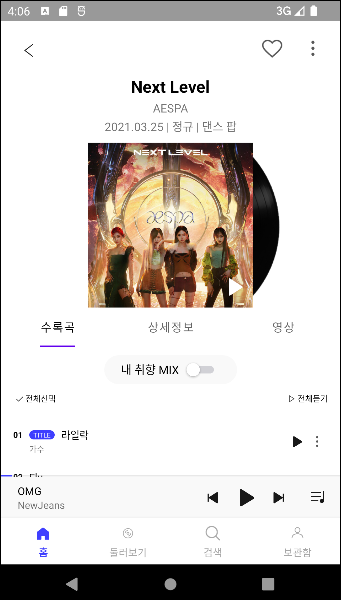 4:06
3G
Next Level
AESPA
2021.03.25 | 정규 | 댄스 팝
NEXT LEVEL
aespa
수록곡
상세정보
영상
내 취향 MIX
전체선택
전체듣기
01 TITLE 라일락
가수
OMG
NewJeans
홈
둘러보기
검색
보관함